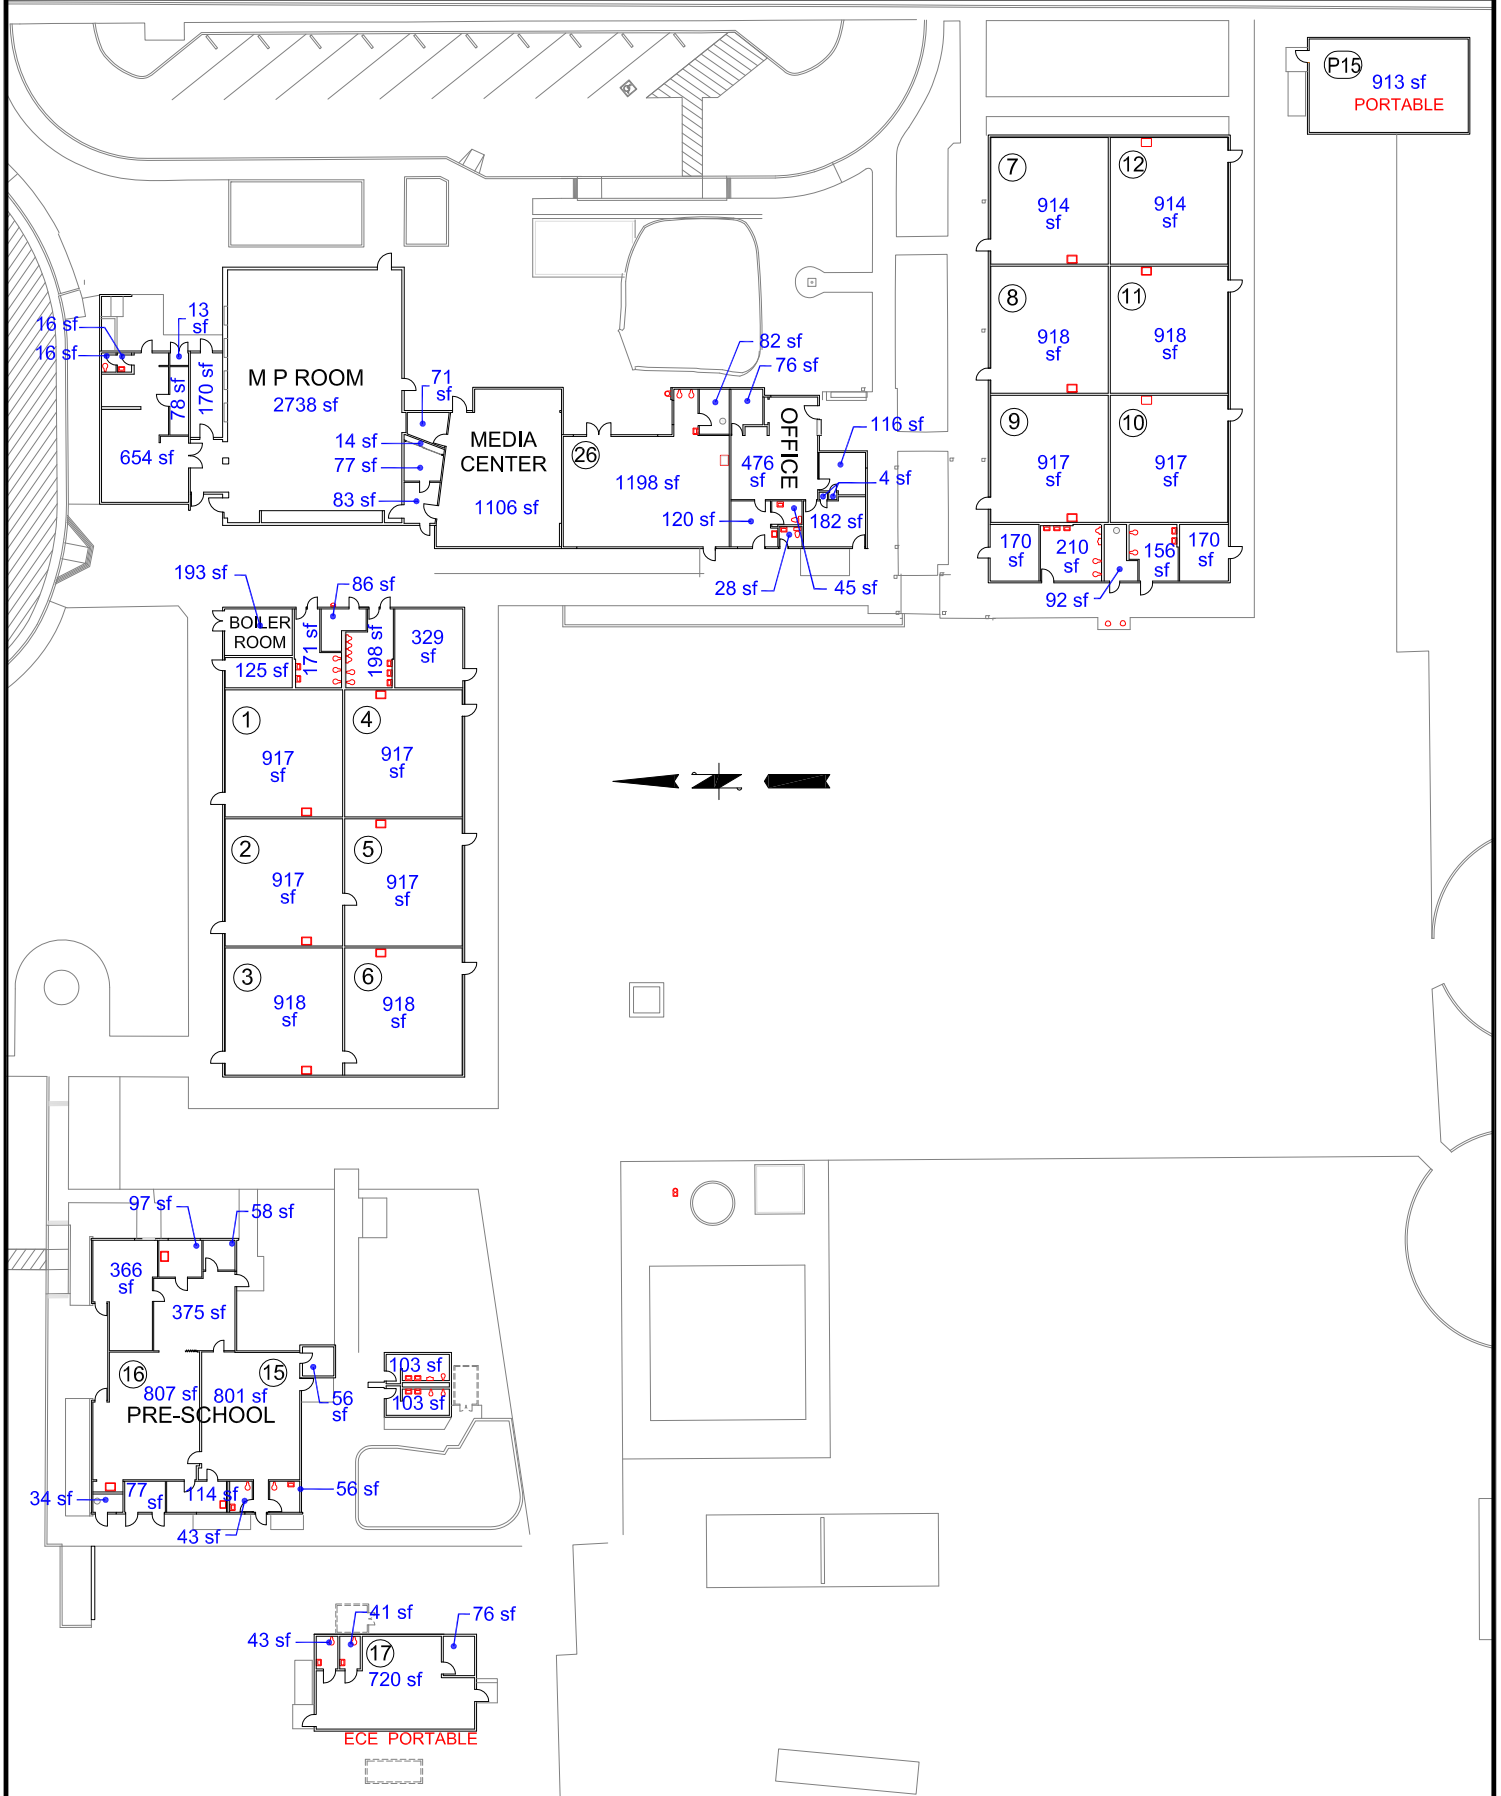 P15
913 sf
PORTABLE
7
914
sf
12
914
sf
8
918
sf
11
918
sf
9
917
sf
10
917
sf
170
sf
210
sf
92 sf
156
sf
170
sf
13
sf
16 sf
16 sf
78 sf
170 sf
654 sf
M P ROOM
2738 sf
71
sf
14 sf
77 sf
83 sf
MEDIA
CENTER
1106 sf
26
1198 sf
82 sf
76 sf
OFFICE
476
sf
116 sf
4 sf
182 sf
120 sf
28 sf
45 sf
193 sf
BOILER
ROOM
125 sf
171 sf
86 sf
198 sf
329
sf
1
917
sf
4
917
sf
2
917
sf
5
917
sf
3
918
sf
6
918
sf
N
97 sf
58 sf
366
sf
375 sf
16
807 sf
15
801 sf
PRE-SCHOOL
56
sf
103 sf
103 sf
34 sf
77
sf
114 sf
43 sf
56 sf
43 sf
41 sf
76 sf
17
720 sf
ECE PORTABLE